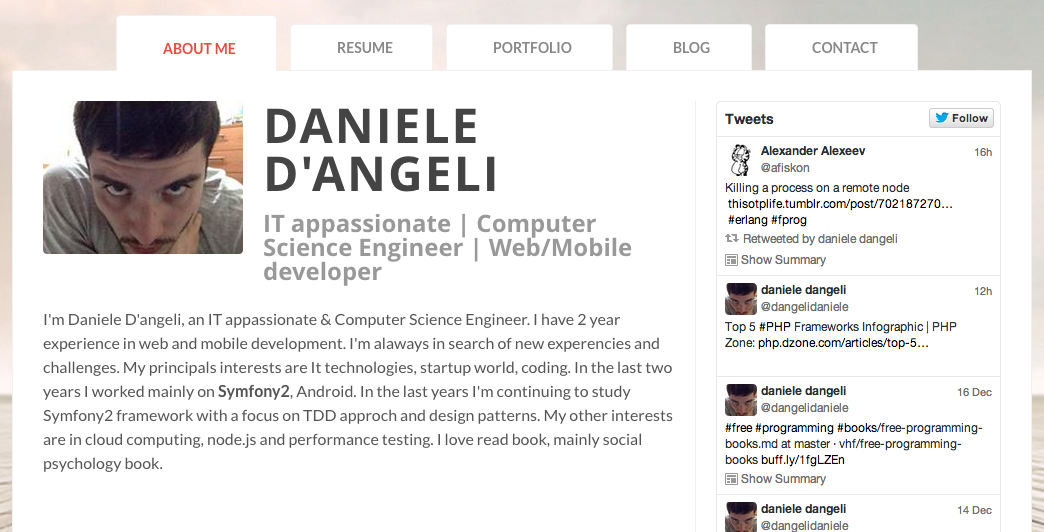 ABOUT ME
RESUME
PORTFOLIO
BLOG
CONTACT
DANIELE
D'ANGELI
IT appassionate | Computer
Science Engineer | Web/Mobile
developer
I'm Daniele D'angeli, an IT appassionate & Computer Science Engineer. I have 2 year
experience in web and mobile development. I'm alaways in search of new experencies and
challenges. My principals interests are It technologies, startup world, coding. In the last two
years I worked mainly on Symfony2, Android. In the last years I'm continuing to study
Symfony2 framework with a focus on TDD approch and design patterns. My other interests
are in cloud computing, node.js and performance testing. I love read book, mainly social
psychology book.
Tweets
Follow
Alexander Alexeev 16h
@afiskon
Killing a process on a remote node
thisotplife.tumblr.com/post/702187270…
#erlang #fprog
Retweeted by daniele dangeli
Show Summary
daniele dangeli 12h
@dangelidaniele
Top 5 #PHP Frameworks Infographic | PHP
Zone: php.dzone.com/articles/top-5…
daniele dangeli 16 Dec
@dangelidaniele
#free #programming #books/free-programming-
books.md at master · vhf/free-programming-
books buff.ly/1fgLZEn
Show Summary
daniele dangeli 14 Dec
@dangelidaniele